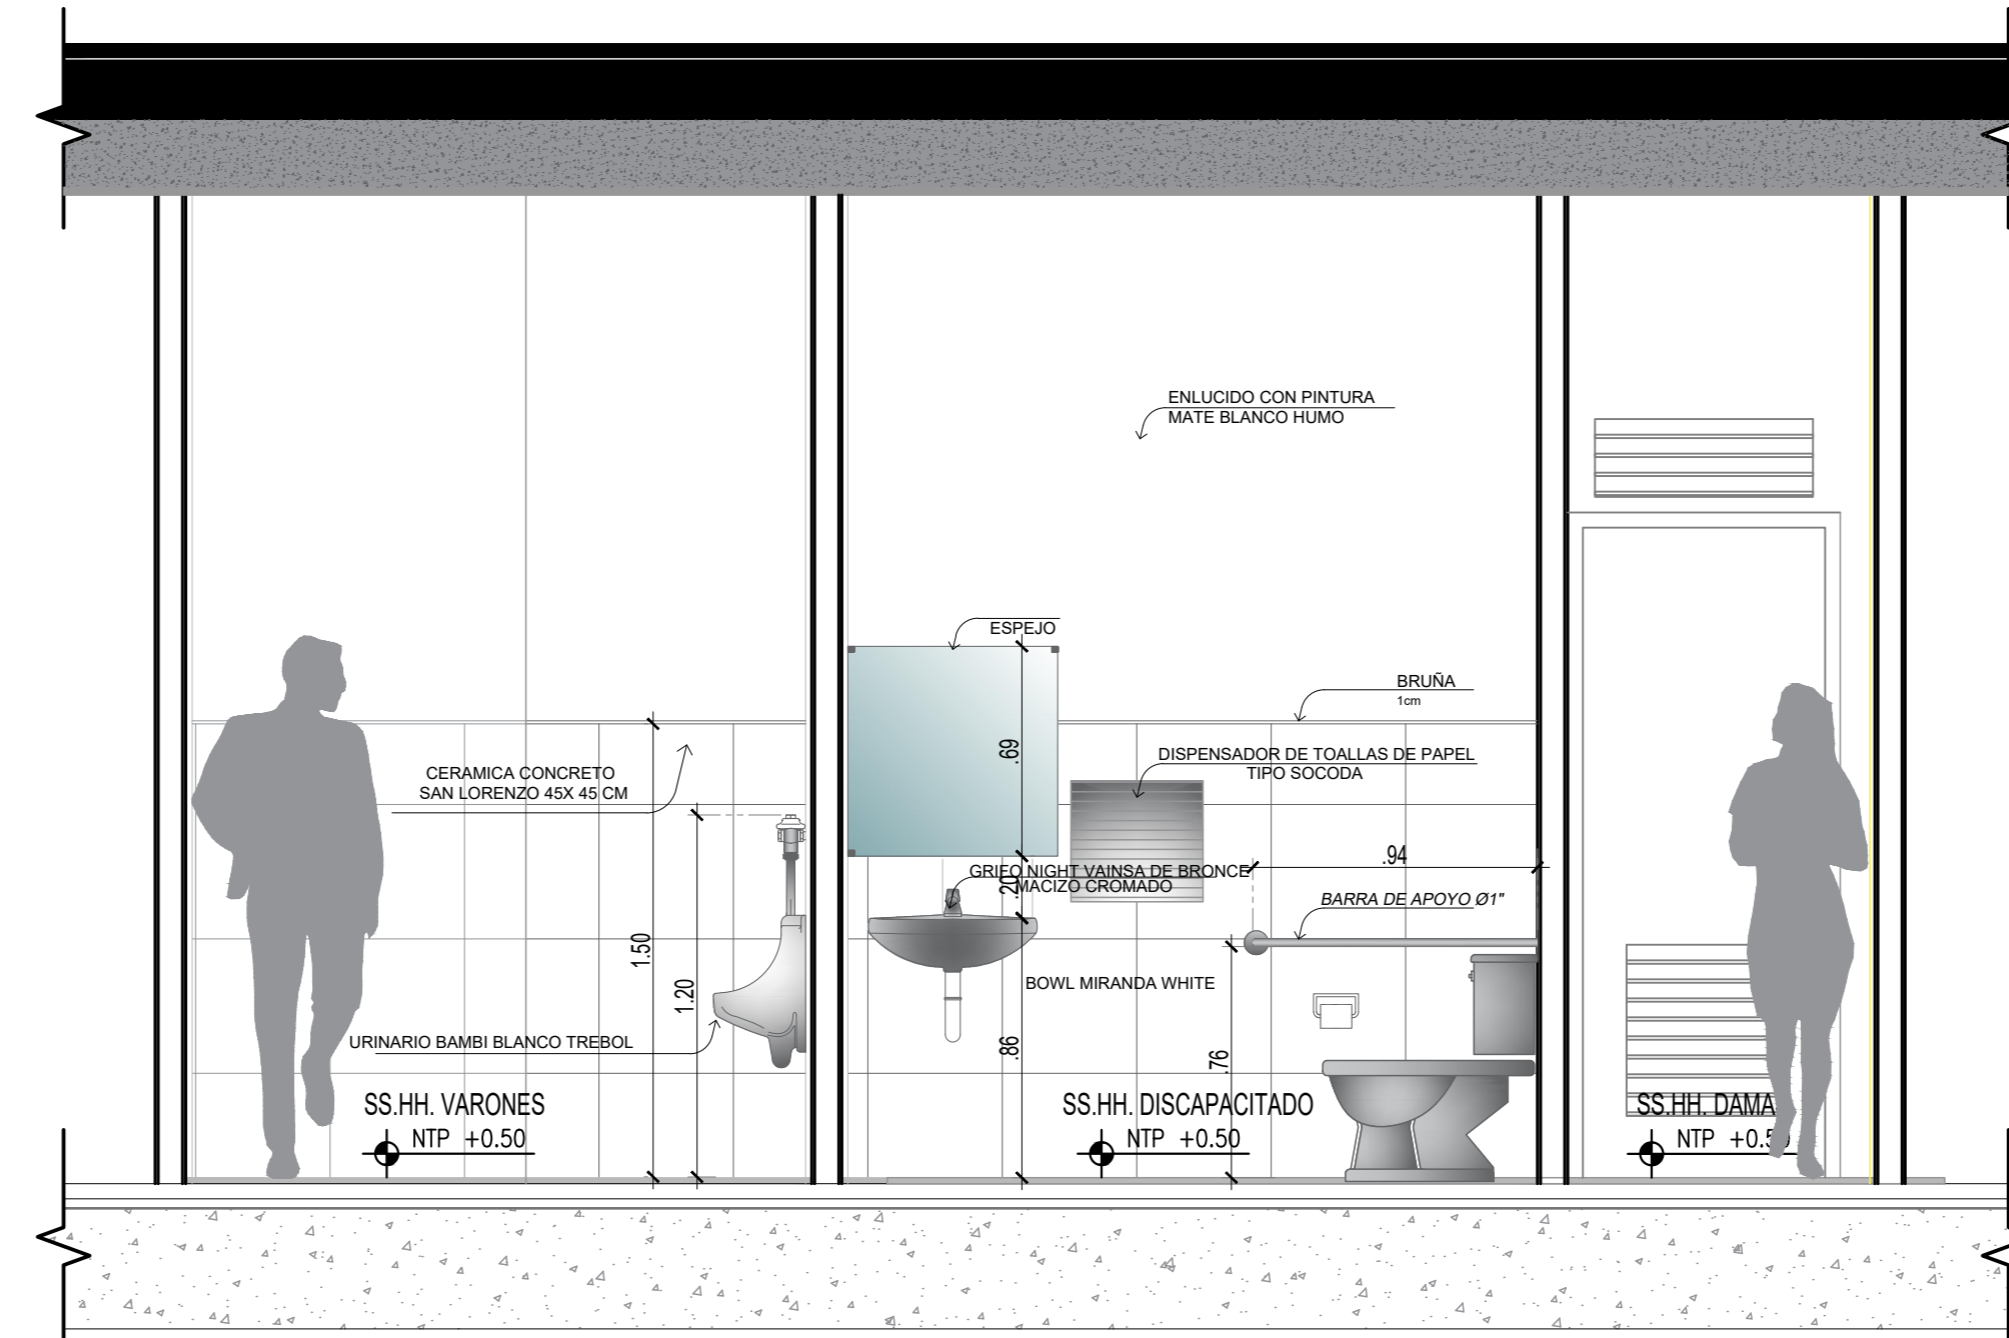 ENLUCIDO CON PINTURA
MATE BLANCO HUMO
ESPEJO
BRUÑA
1cm
.69
DISPENSADOR DE TOALLAS DE PAPEL
TIPO SOCODA
CERAMICA CONCRETO
SAN LORENZO 45X 45 CM
.94
GRIFO NIGHT VAINSA DE BRONCE
MACIZO CROMADO
.20
BARRA DE APOYO Ø1"
1.50
1.20
BOWL MIRANDA WHITE
URINARIO BAMBI BLANCO TREBOL
.86
.76
SS.HH. VARONES
NTP +0.50
SS.HH. DISCAPACITADO
NTP +0.50
SS.HH. DAMA
NTP +0.5